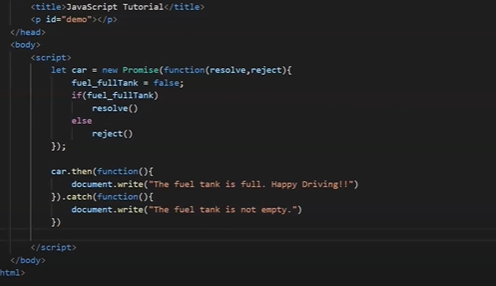 <title>JavaScript Tutorial</title>
<p id="demo"></p>
</head>
<body>
<script>
let car = new Promise(function(resolve,reject){
fuel_fullTank = false;
if(fuel_fullTank)
resolve()
else
reject()
});
car.then(function(){
document.write("The fuel tank is full. Happy Driving!!")
}).catch(function(){
document.write("The fuel tank is not empty.")
})
</script>
</body>
html>